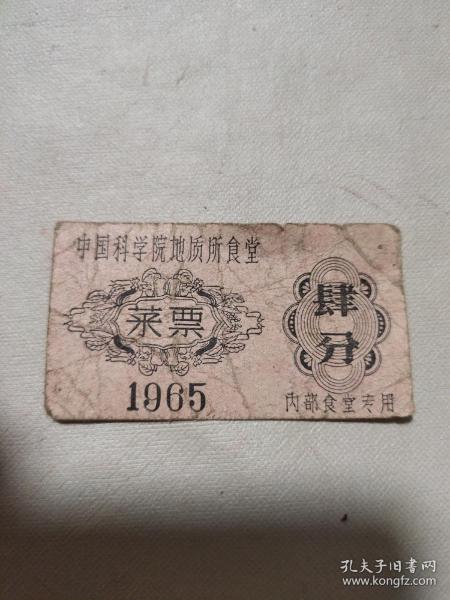 中国科学院地质所食堂
菜票
1965
肆分
内部食堂专用
孔夫子旧书网
www.kongfz.com